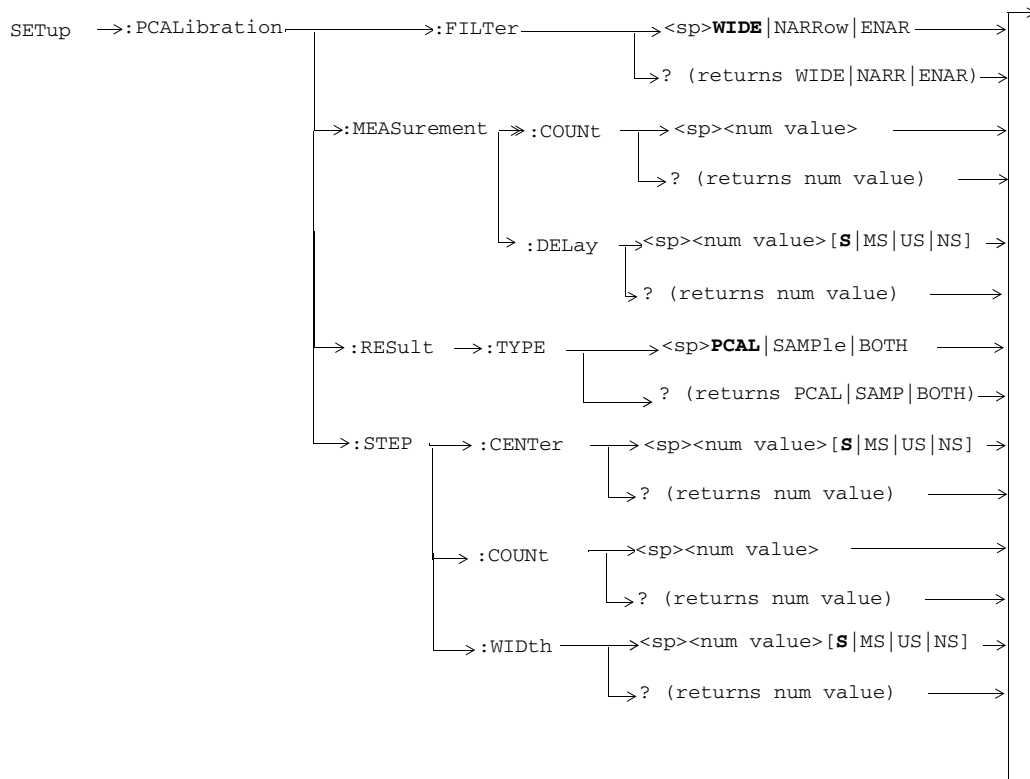 SETup :PCALibration :FILTer <sp>WIDE|NARRow|ENAR
? (returns WIDE|NARR|ENAR)
:MEASurement :COUNt <sp><num value>
? (returns num value)
:DELay <sp><num value>[S|MS|US|NS]
? (returns num value)
:RESult :TYPE <sp>PCAL|SAMPle|BOTH
? (returns PCAL|SAMP|BOTH)
:STEP :CENTer <sp><num value>[S|MS|US|NS]
? (returns num value)
:COUNt <sp><num value>
? (returns num value)
:WIDth <sp><num value>[S|MS|US|NS]
? (returns num value)